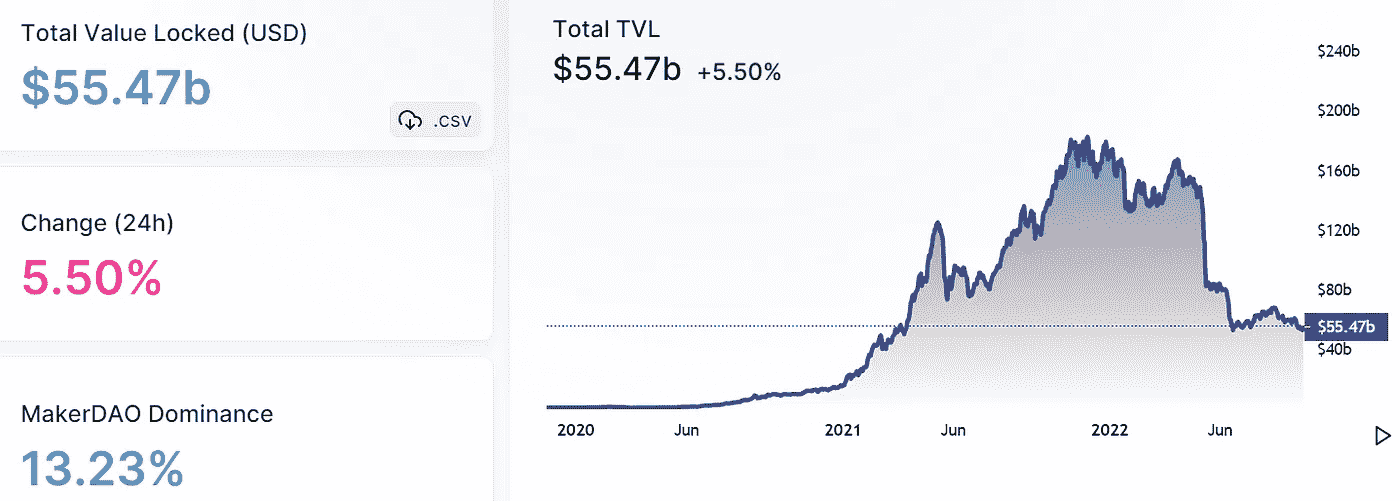 Total Value Locked (USD)
$55.47b
.csv
Change (24h)
5.50%
MakerDAO Dominance
13.23%
Total TVL
$55.47b +5.50%
$240b
$200b
$160b
$120b
$80b
$55.47b
$40b
2020 Jun 2021 Jun 2022 Jun